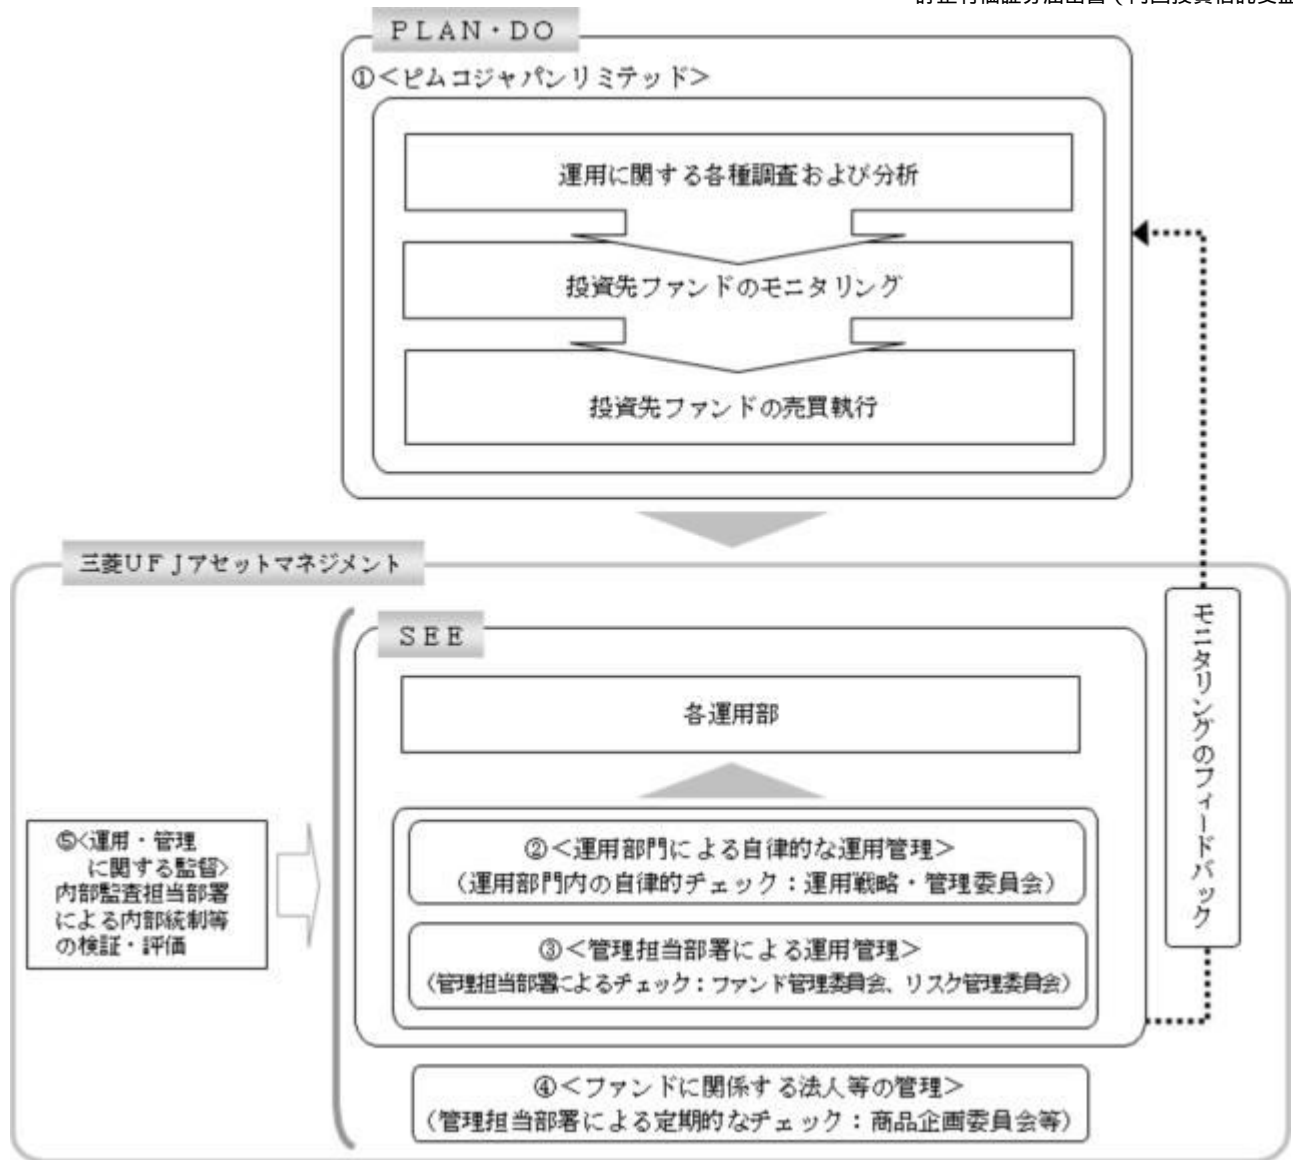 PLAN・DO
①<ピムコジャパンリミテッド>
運用に関する各種調査および分析
投資先ファンドのモニタリング
投資先ファンドの売買執行
三菱UFJアセットマネジメント
SEE
各運用部
②<運用部門による自律的な運用管理>
(運用部門内の自律的チェック:運用戦略・管理委員会)
③<管理担当部署による運用管理>
(管理担当部署によるチェック:ファンド管理委員会、リスク管理委員会)
④<ファンドに関係する法人等の管理>
(管理担当部署による定期的なチェック:商品企画委員会等)
⑤<運用・管理
に関する監督>
内部監査担当部署
による内部統制等
の検証・評価
モニタリングのフィードバック